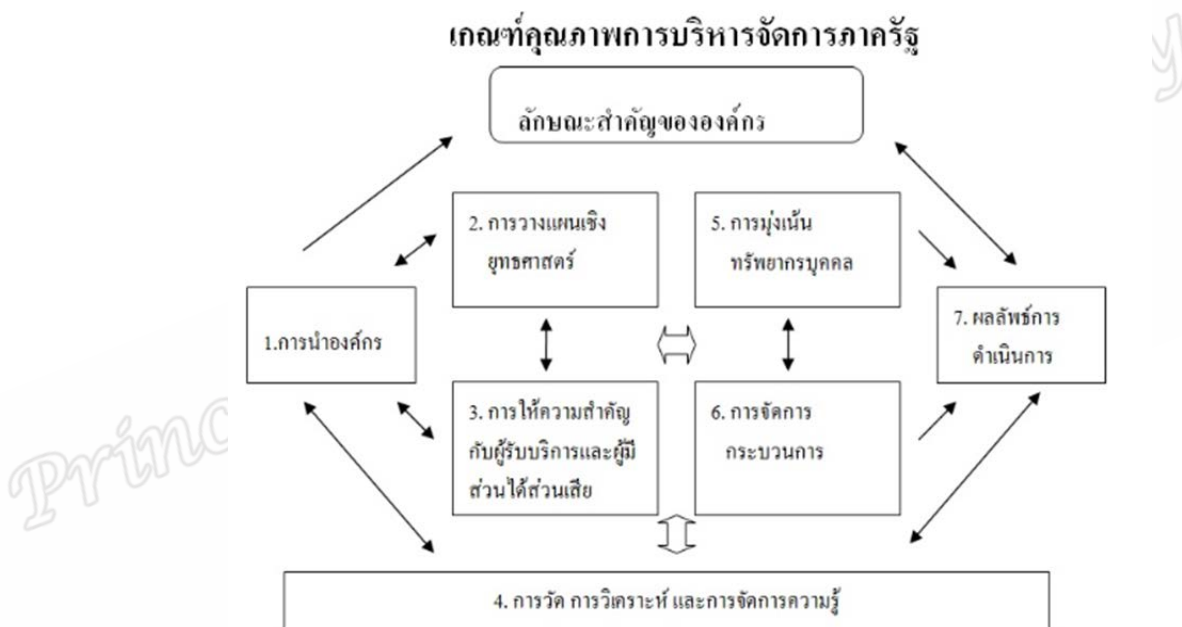 เกณฑ์คุณภาพการบริหารจัดการภาครัฐ
ลักษณะสำคัญขององค์กร
2. การวางแผนเชิง
ยุทธศาสตร์
5. การมุ่งเน้น
ทรัพยากรบุคคล
1.การนำองค์กร
7. ผลลัพธ์การ
ดำเนินการ
3. การให้ความสำคัญ
กับผู้รับบริการและผู้มี
ส่วนได้ส่วนเสีย
6. การจัดการ
กระบวนการ
4. การวัด การวิเคราะห์ และการจัดการความรู้